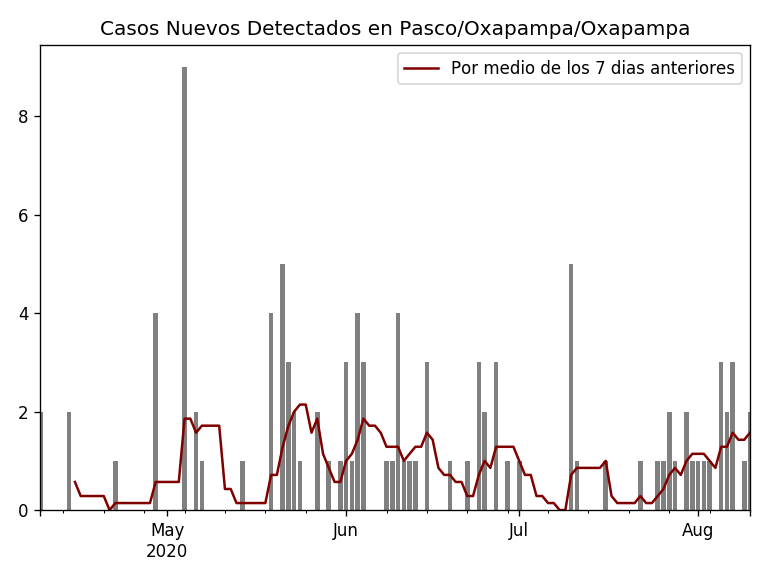 Casos Nuevos Detectados en Pasco/Oxapampa/Oxapampa
Por medio de los 7 dias anteriores
8
6
4
2
0
May
2020
Jun
Jul
Aug